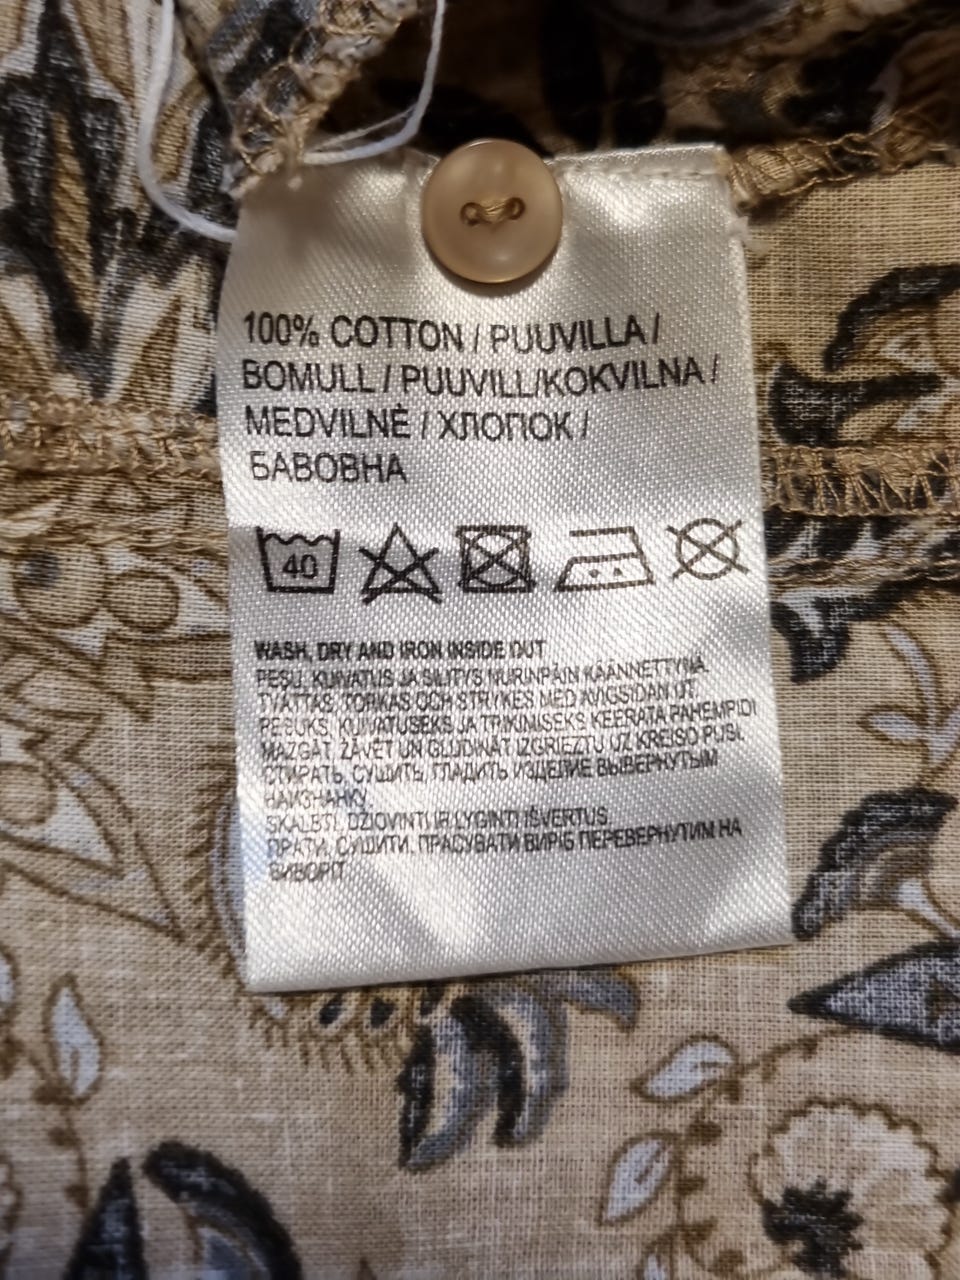 100% COTTON / PUUVILLA /
BOMULL / PUUVILL/KOKVILNA /
MEDVILNĖ / ХЛОПОК /
БАВОВНА
40
WASH, DRY AND IRON INSIDE OUT
PESU, KUIVATUS JA SILITYS NURINPÄIN KÄÄNNETTYNÄ
TVÄTTAS, TORKAS OCH STRYKES MED AVIGSIDAN UT
PESUKS, KUIVATUSEKS JA TRIIKIMISEKS KEERATA PAHEMPIDI
MAZGĀT, ŽĀVĒT UN GLUDINĀT IZGRIEZTU UZ KREISO PUSI.
СТИРАТЬ, СУШИТЬ, ГЛАДИТЬ ИЗДЕЛИЕ ВЫВЕРНУТЫМ
НАИЗНАНКУ.
SKALBTI, DŽIOVINTI IR LYGINTI IŠVERTUS
ПРАТИ, СУШИТИ, ПРАСУВАТИ ВИРІБ ПЕРЕВЕРНУТИМ НА
ВИВОРІТ